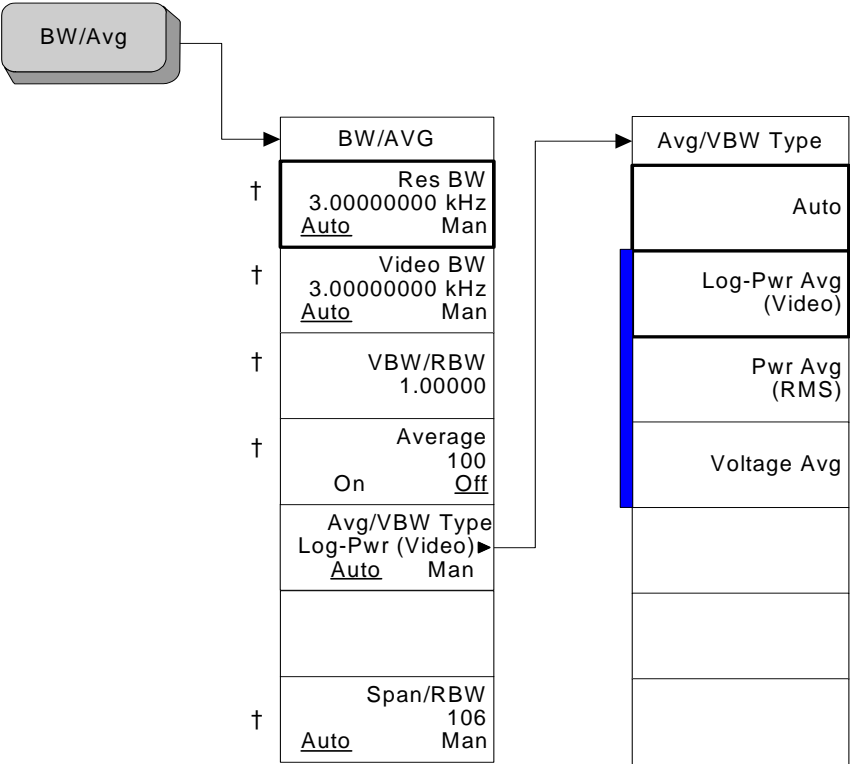 BW/Avg
BW/AVG
†
Res BW
3.00000000 kHz
Auto Man
†
Video BW
3.00000000 kHz
Auto Man
†
VBW/RBW
1.00000
†
Average
100
On Off
Avg/VBW Type
Log-Pwr (Video)
Auto Man
†
Span/RBW
106
Auto Man
Avg/VBW Type
Auto
Log-Pwr Avg
(Video)
Pwr Avg
(RMS)
Voltage Avg